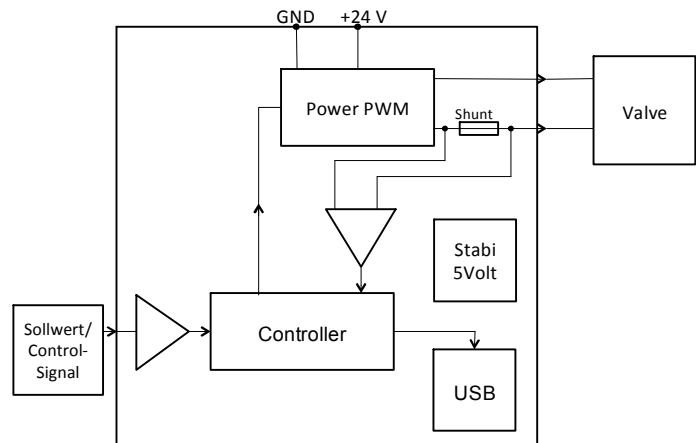 GND +24 V
Power PWM
Shunt
Valve
Stabi
5Volt
Sollwert/
Control-
Signal
Controller
USB